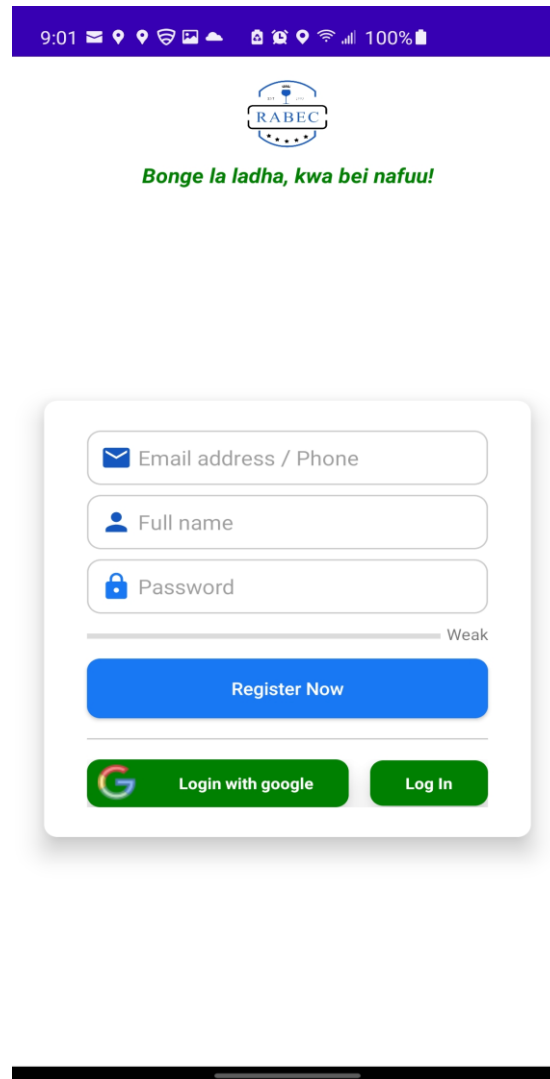 9:01 100%
RABEC
Bonge la ladha, kwa bei nafuu!
Email address / Phone
Full name
Password
Weak
Register Now
Login with google Log In